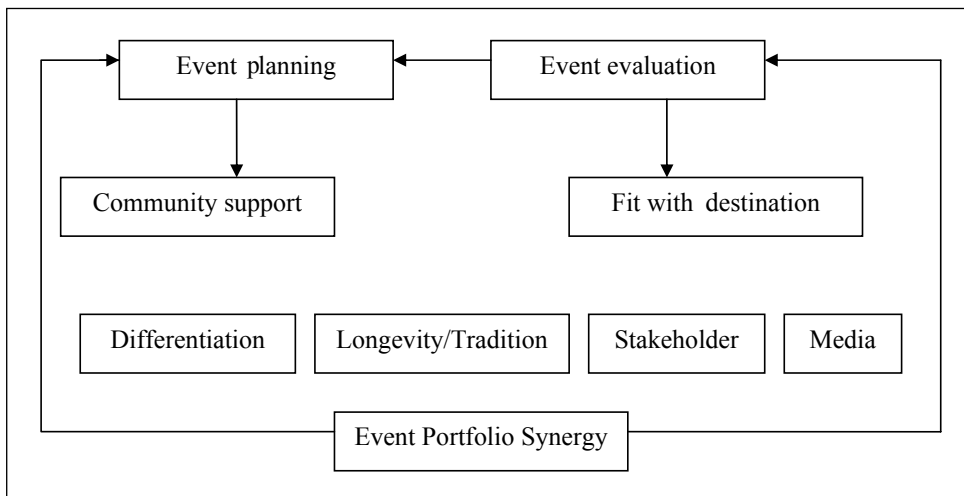 Event planning
Event evaluation
Community support
Fit with destination
Differentiation
Longevity/Tradition
Stakeholder
Media
Event Portfolio Synergy